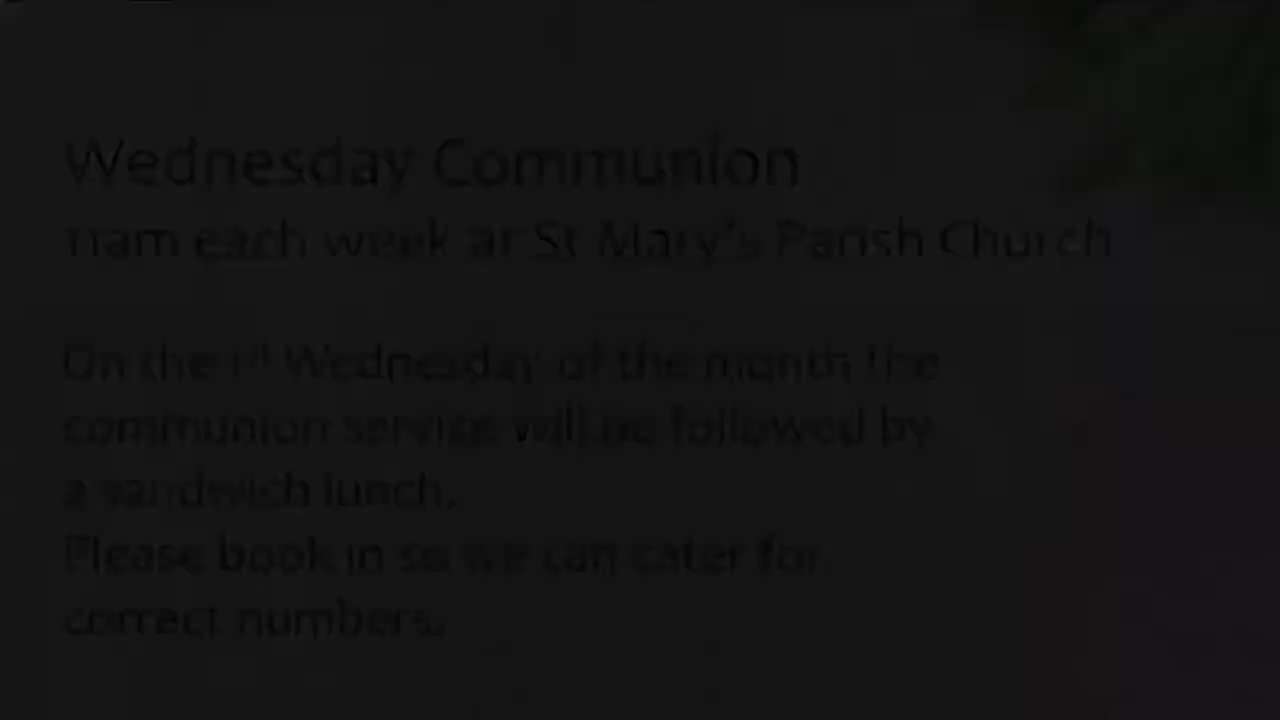 Wednesday Communion
11am each week at St Mary's Parish Church
On the 1st Wednesday of the month the
communion service will be followed by
a sandwich lunch.
Please book in so we can cater for
correct numbers.